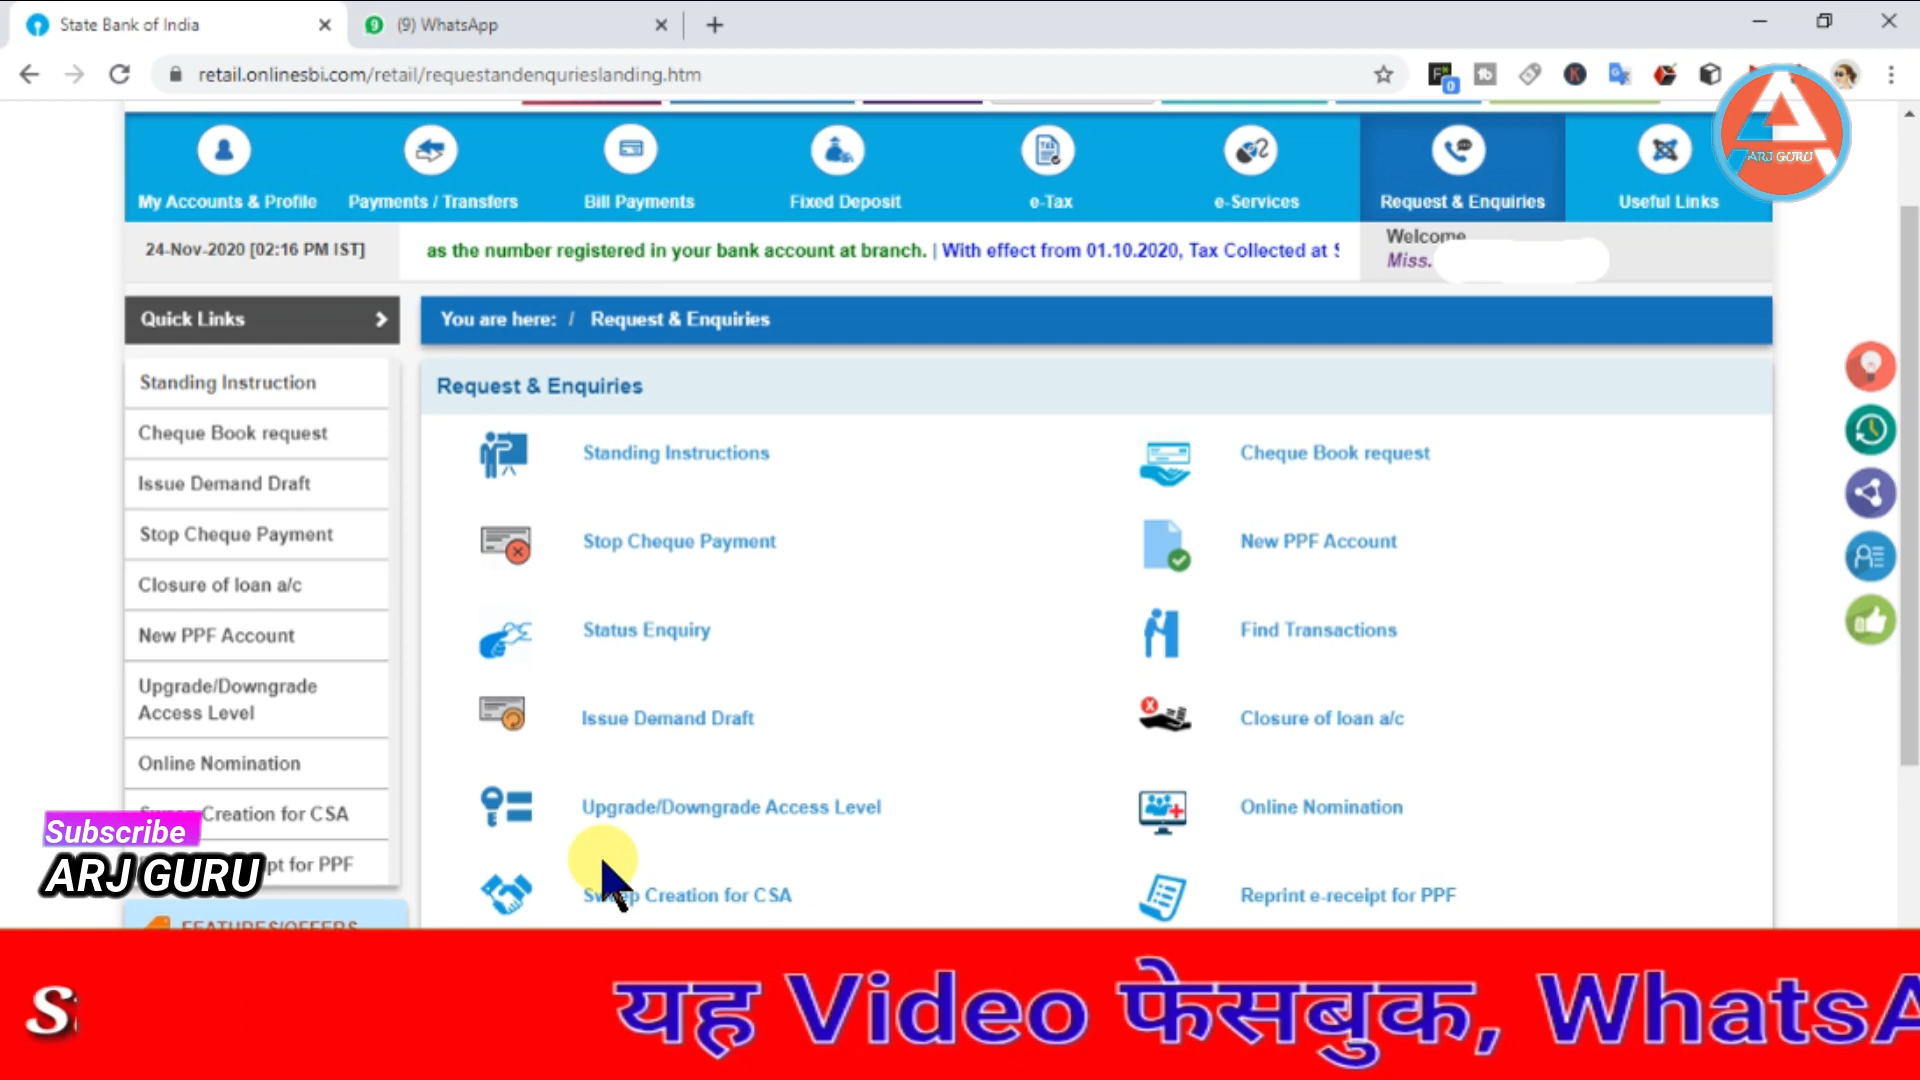 State Bank of India
(9) WhatsApp
retail.onlinesbi.com/retail/requestandenqurieslanding.htm
ARJ GURU
My Accounts & Profile
Payments / Transfers
Bill Payments
Fixed Deposit
e-Tax
e-Services
Request & Enquiries
Useful Links
24-Nov-2020 [02:16 PM IST]
as the number registered in your bank account at branch. | With effect from 01.10.2020, Tax Collected at
Welcome
Miss.
Quick Links
You are here: / Request & Enquiries
Standing Instruction
Cheque Book request
Issue Demand Draft
Stop Cheque Payment
Closure of loan a/c
New PPF Account
Upgrade/Downgrade
Access Level
Online Nomination
Creation for CSA
pt for PPF
FEATURES/OFFERS
Request & Enquiries
Standing Instructions
Cheque Book request
Stop Cheque Payment
New PPF Account
Status Enquiry
Find Transactions
Issue Demand Draft
Closure of loan a/c
Upgrade/Downgrade Access Level
Online Nomination
Sweep Creation for CSA
Reprint e-receipt for PPF
Subscribe
ARJ GURU
यह Video फेसबुक, WhatsA